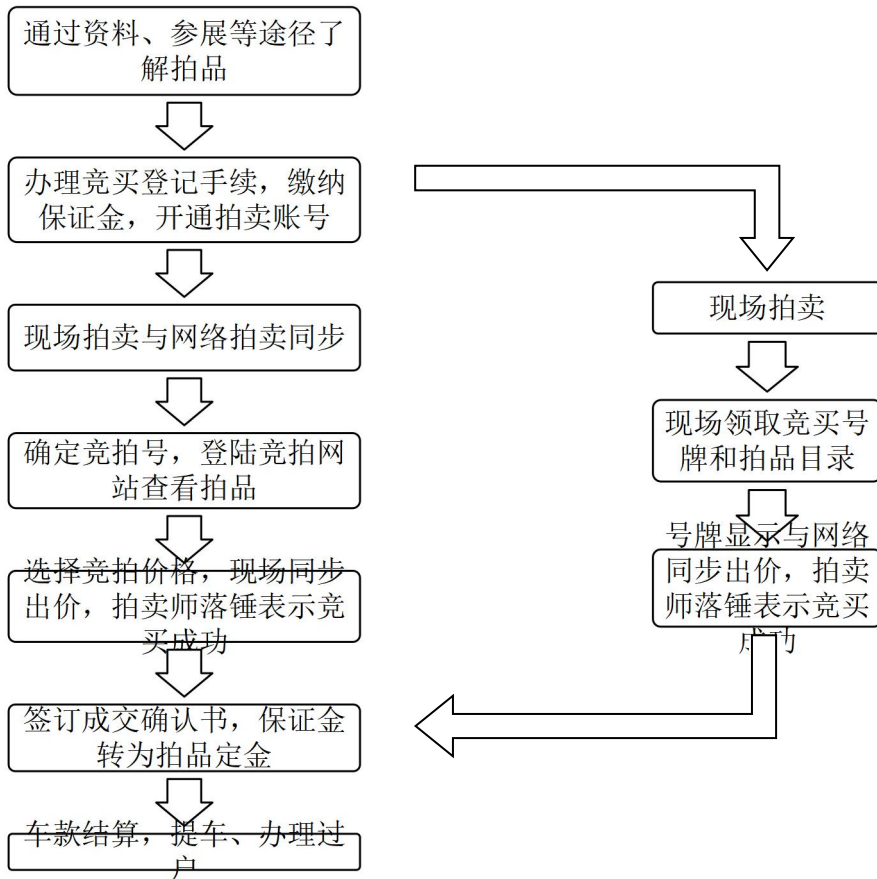 通过资料、参展等途径了
解拍品
办理竞买登记手续，缴纳
保证金，开通拍卖账号
现场拍卖与网络拍卖同步
确定竞拍号，登陆竞拍网
站查看拍品
选择竞拍价格，现场同步
出价，拍卖师落锤表示竞
买成功
签订成交确认书，保证金
转为拍品定金
车款结算，提车、办理过
户
现场拍卖
现场领取竞买号
牌和拍品目录
号牌显示与网络
同步出价，拍卖
师落锤表示竞买
成功